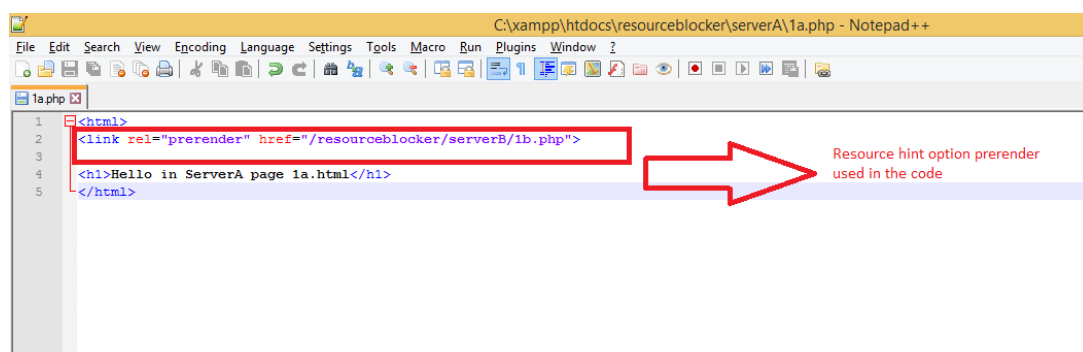 C:\xampp\htdocs\resourceblocker\serverA\1a.php - Notepad++
File Edit Search View Encoding Language Settings Tools Macro Run Plugins Window ?
1a.php
1 <html>
2 <link rel="prerender" href="/resourceblocker/serverB/1b.php">
3
4 <h1>Hello in ServerA page 1a.html</h1>
5 </html>
Resource hint option prerender
used in the code